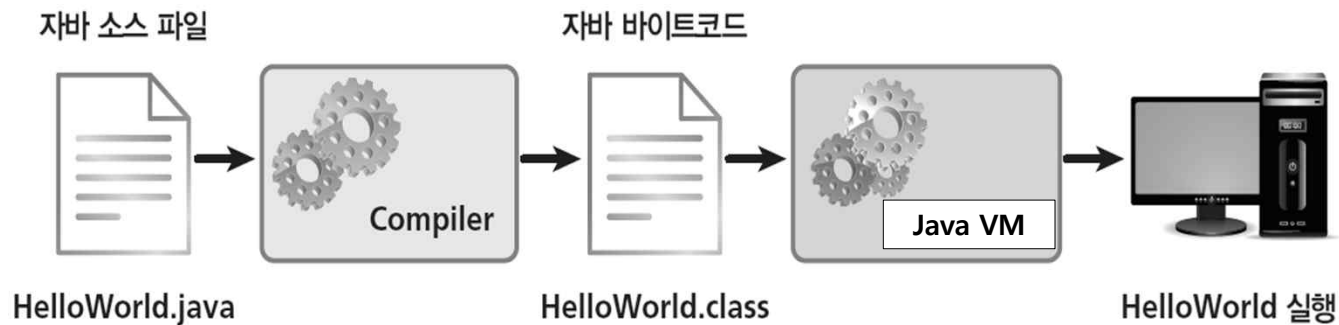 자바 소스 파일
자바 바이트코드
Compiler
Java VM
HelloWorld.java
HelloWorld.class
HelloWorld 실행